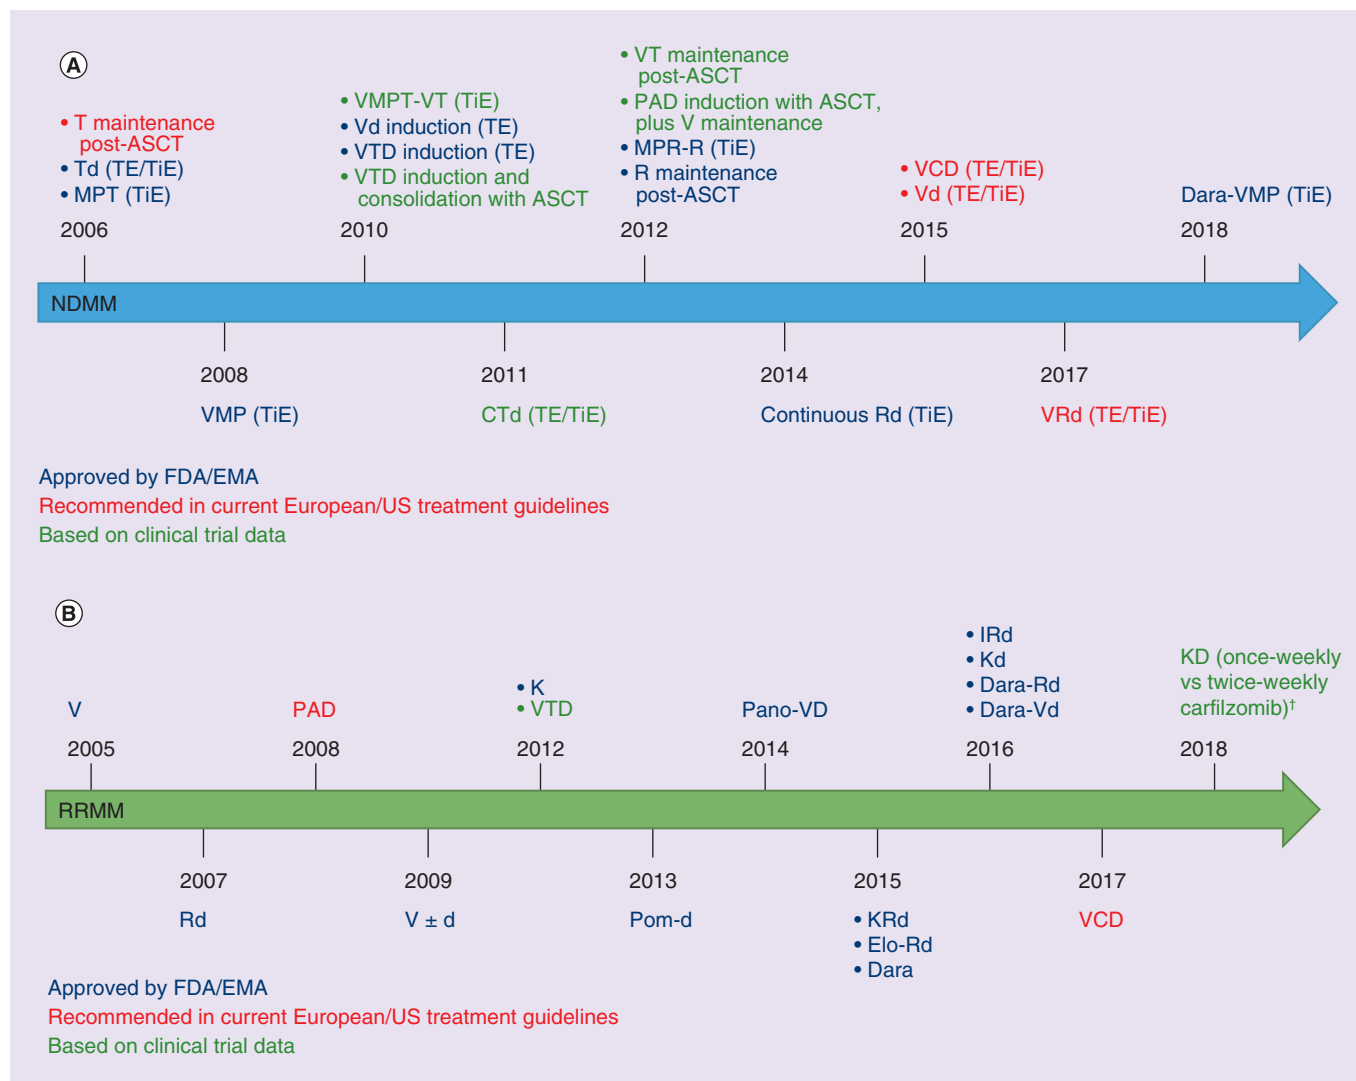 A
• T maintenance
post-ASCT
• Td (TE/TiE)
• MPT (TiE)
2006
• VMPT-VT (TiE)
• Vd induction (TE)
• VTD induction (TE)
• VTD induction and
consolidation with ASCT
2010
• VT maintenance
post-ASCT
• PAD induction with ASCT,
plus V maintenance
• MPR-R (TiE)
• R maintenance
post-ASCT
2012
• VCD (TE/TiE)
• Vd (TE/TiE)
2015
Dara-VMP (TiE)
2018
NDMM
2008
VMP (TiE)
2011
CTd (TE/TiE)
2014
Continuous Rd (TiE)
2017
VRd (TE/TiE)
Approved by FDA/EMA
Recommended in current European/US treatment guidelines
Based on clinical trial data
B
V
2005
PAD
2008
• K
• VTD
2012
Pano-VD
2014
• IRd
• Kd
• Dara-Rd
• Dara-Vd
2016
KD (once-weekly
vs twice-weekly
carfilzomib)†
2018
RRMM
2007
Rd
2009
V ± d
2013
Pom-d
2015
• KRd
• Elo-Rd
• Dara
2017
VCD
Approved by FDA/EMA
Recommended in current European/US treatment guidelines
Based on clinical trial data